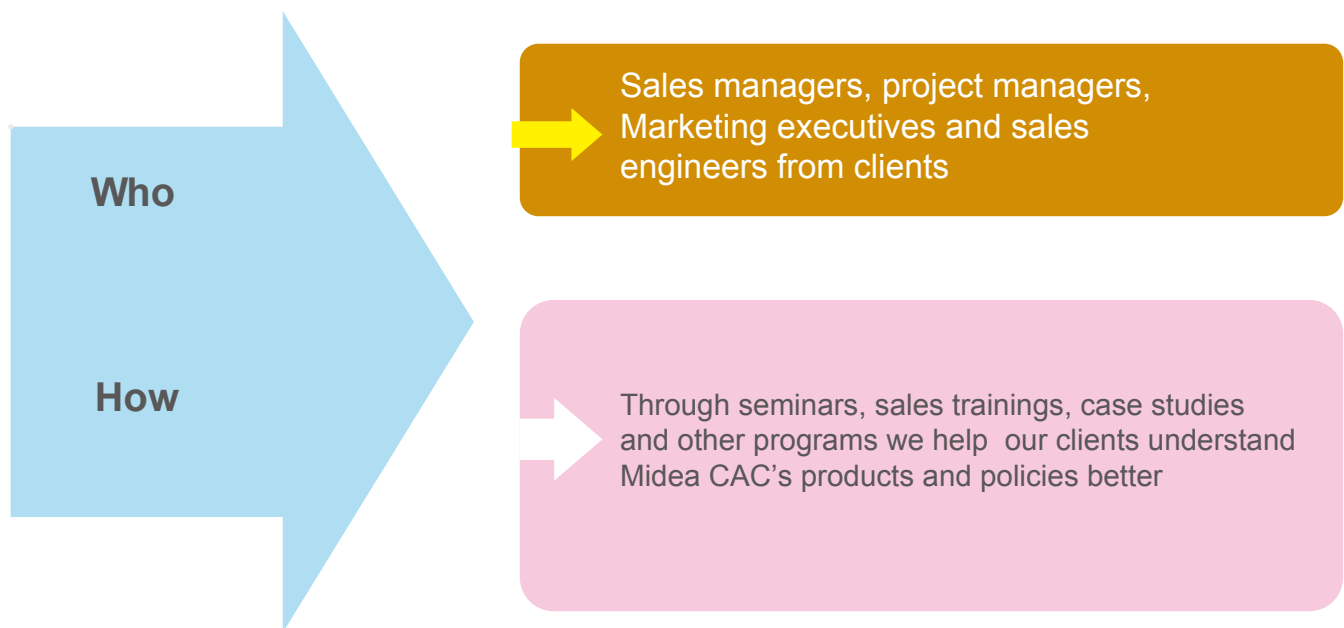 Who
Sales managers, project managers,
Marketing executives and sales
engineers from clients
How
Through seminars, sales trainings, case studies
and other programs we help  our clients understand
Midea CAC’s products and policies better